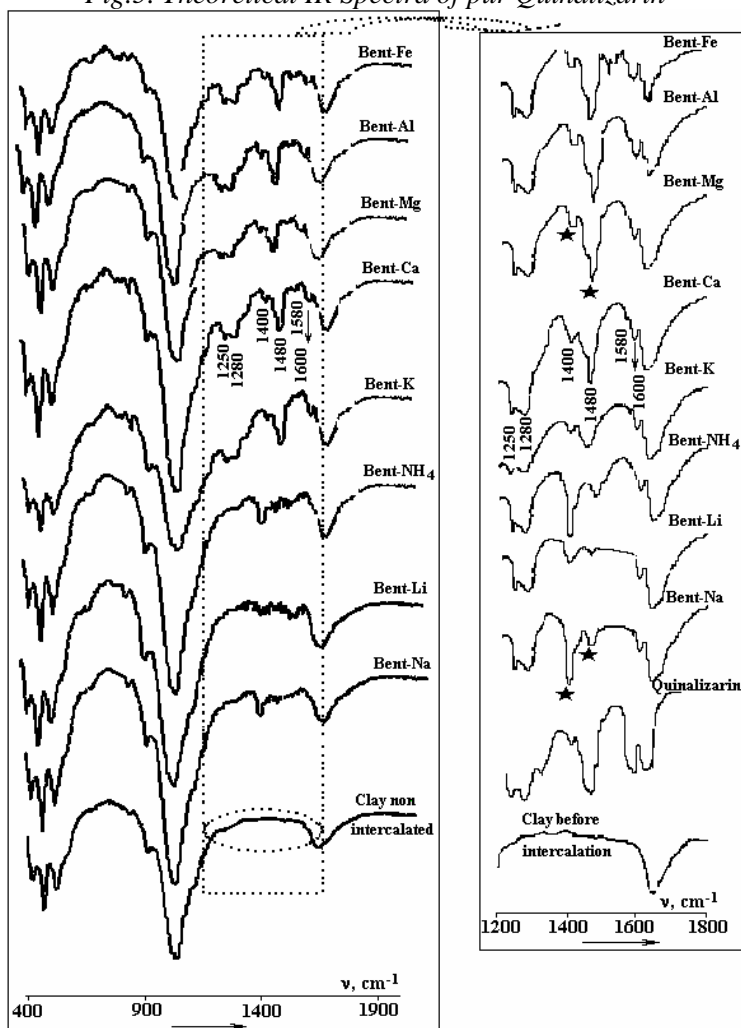 Fig.5. Theoretical IR Spectra of pur Quinalizarin
Bent-Fe
Bent-Al
Bent-Mg
Bent-Ca
1250
1280
1400
1480
1580
1600
Bent-K
Bent-NH4
Bent-Li
Bent-Na
Clay non
intercalated
ν, cm-1
400 900 1400 1900
Bent-Fe
Bent-Al
Bent-Mg
Bent-Ca
1400
1580
1480
1600
Bent-K
1250
1280
Bent-NH4
Bent-Li
Bent-Na
Quinalizarin
Clay before
intercalation
ν, cm-1
1200 1400 1600 1800